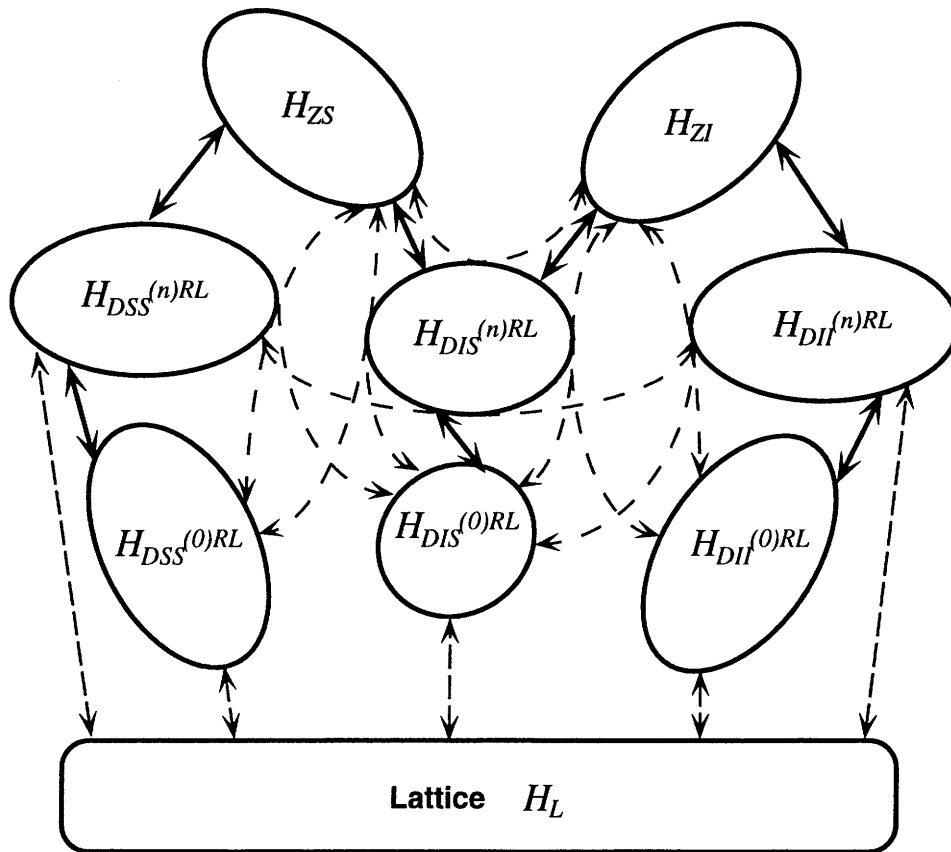 H_ZS
H_ZI
H_DSS^(n)RL
H_DIS^(n)RL
H_DII^(n)RL
H_DSS^(0)RL
H_DIS^(0)RL
H_DII^(0)RL
Lattice H_L